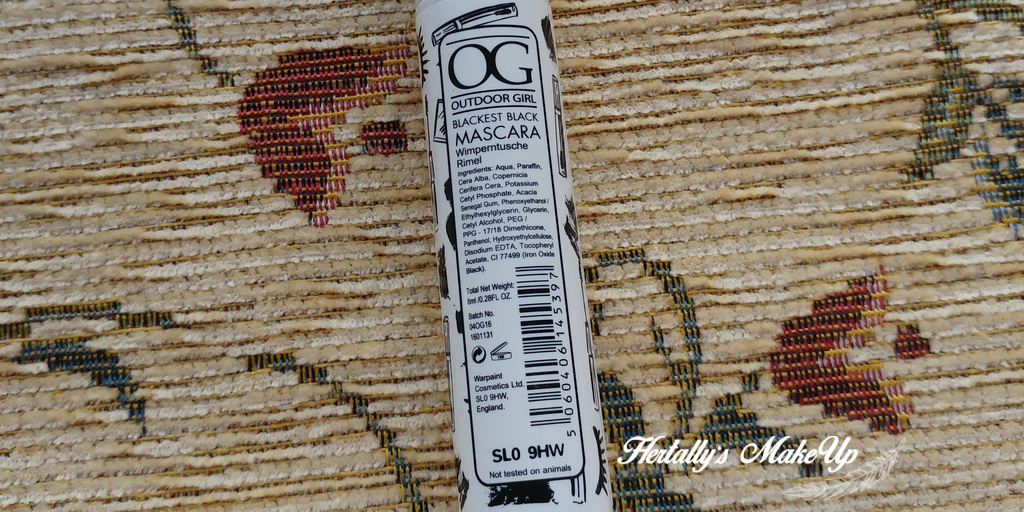 OG
OUTDOOR GIRL
BLACKEST BLACK
MASCARA
Wimperntusche
Rimel
Ingredients: Aqua, Paraffin,
Cera Alba, Copernicia
Cerifera Cera, Potassium
Cetyl Phosphate, Acacia
Senegal Gum, Phenoxyethanol /
Ethylhexylglycerin, Glycerin,
Cetyl Alcohol, PEG /
PPG - 17/18 Dimethicone,
Panthenol, Hydroxyethylcellulose,
Disodium EDTA, Tocopheryl
Acetate, CI 77499 (Iron Oxide
Black).
Total Net Weight:
8ml /0.28FL OZ.
Batch No.
04OG16
1601131
Warpaint
Cosmetics Ltd.
SL0 9HW,
England.
5 060406 145397
SL0 9HW
Not tested on animals
Hertally's MakeUp